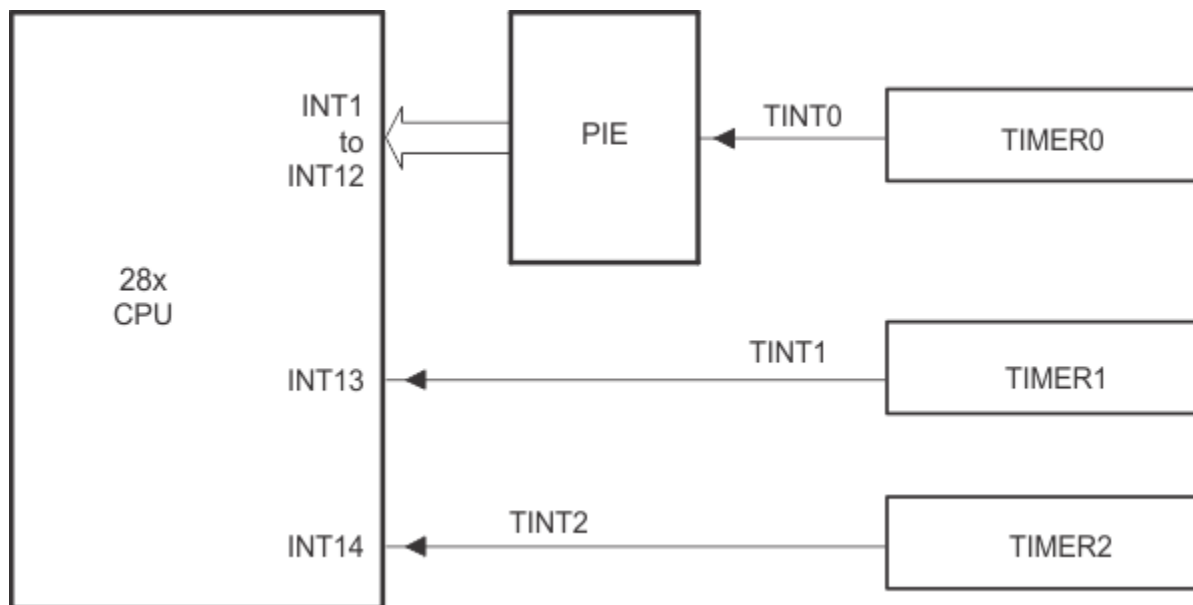 INT1
to
INT12
PIE
TINT0
TIMER0
28x
CPU
INT13
TINT1
TIMER1
INT14
TINT2
TIMER2